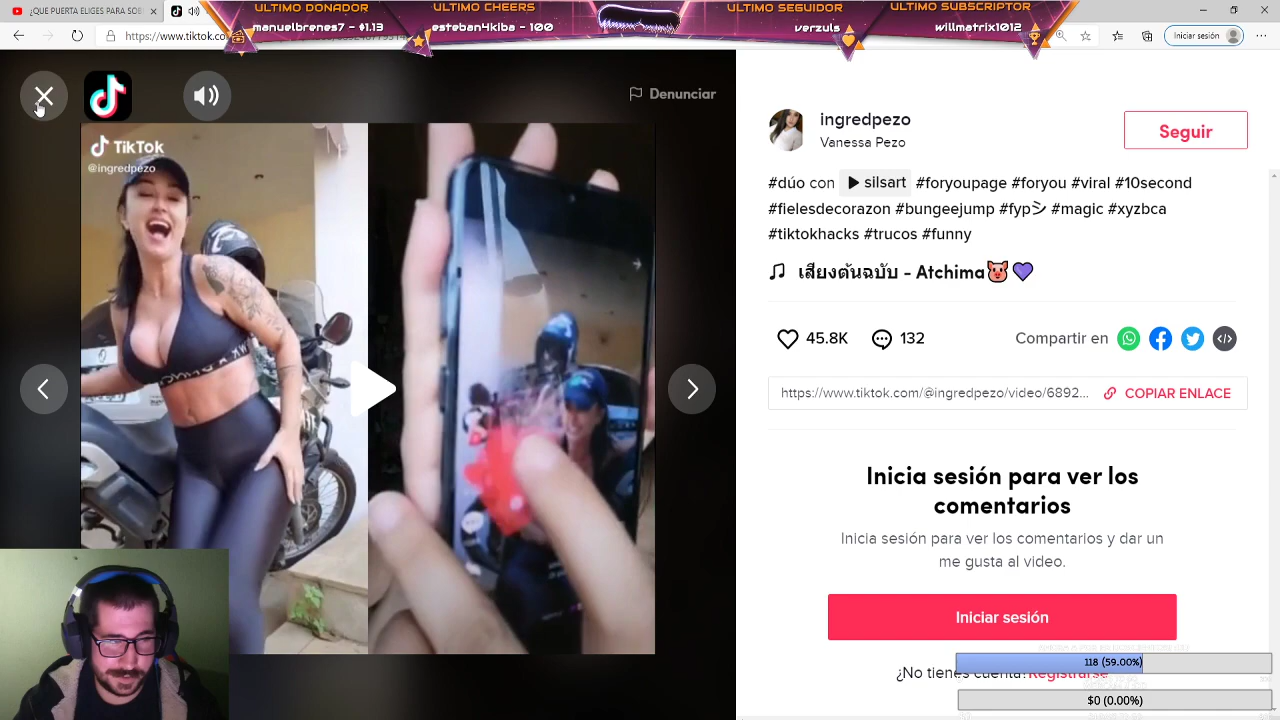 ULTIMO DONADOR
manuelbrenes7 - $1.13
ULTIMO CHEERS
esteban4kiba - 100
ULTIMO SEGUIDOR
verzuls
ULTIMO SUBSCRIPTOR
willmatrix1012
¿QUERIA ELIGES PARA SC
(2) TikTok
https://www.tiktok.co
Iniciar sesión
Denunciar
TikTok
@ingredpezo
ingredpezo
Vanessa Pezo
Seguir
#dúo con silsart #foryoupage #foryou #viral #10second
#fielesdecorazon #bungeejump #fypシ #magic #xyzbca
#tiktokhacks #trucos #funny
เสียงต้นฉบับ - Atchima🐷💜
45.8K
132
Compartir en
https://www.tiktok.com/@ingredpezo/video/6892...
COPIAR ENLACE
Inicia sesión para ver los
comentarios
Inicia sesión para ver los comentarios y dar un
me gusta al video.
Iniciar sesión
118 (59.00%)
¿No tienes cuenta? Registrarse
$0 (0.00%)